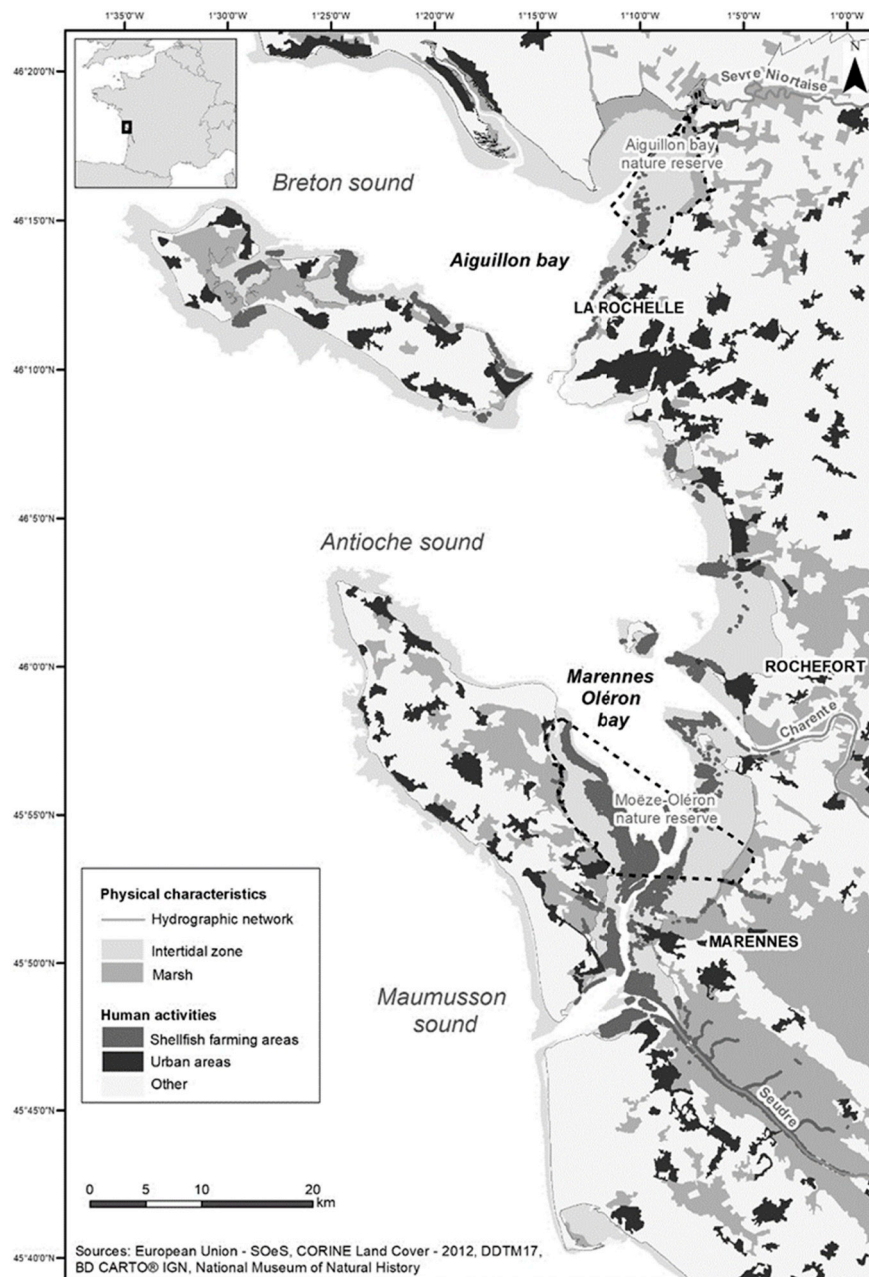 1°35'0"W
1°30'0"W
1°25'0"W
1°20'0"W
1°15'0"W
1°10'0"W
1°5'0"W
1°0'0"W
N
46°20'0"N
Sevre Niortaise
Aiguillon bay
nature reserve
Breton sound
46°15'0"N
Aiguillon bay
LA ROCHELLE
46°10'0"N
46°5'0"N
Antioche sound
46°0'0"N
ROCHEFORT
Marennes
Oléron
bay
Charente
45°55'0"N
Moëze-Oléron
nature reserve
MARENNES
45°50'0"N
Maumusson
sound
Physical characteristics
Hydrographic network
Intertidal zone
Marsh
Human activities
Shellfish farming areas
Urban areas
Other
45°45'0"N
Seudre
0 5 10 20
km
Sources: European Union - SOeS, CORINE Land Cover - 2012, DDTM17,
BD CARTO® IGN, National Museum of Natural History
45°40'0"N